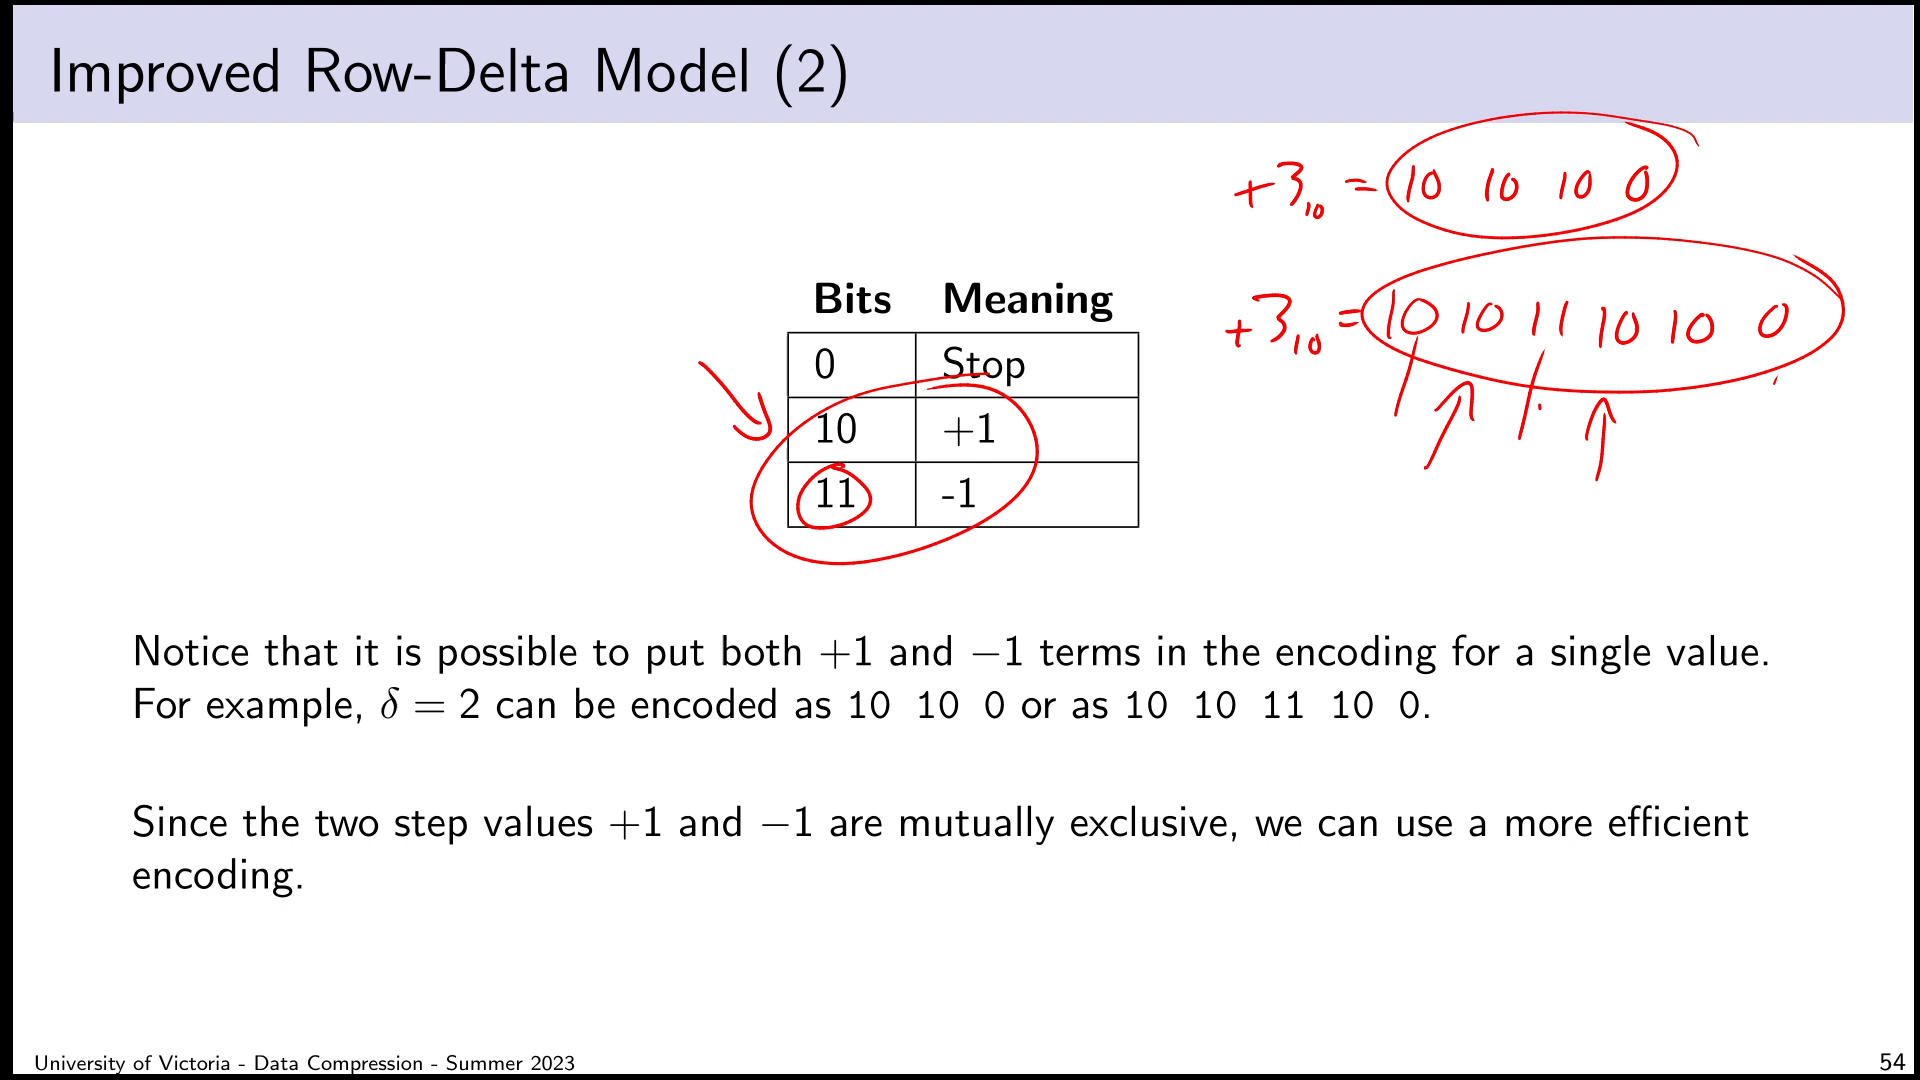 Improved Row-Delta Model (2)
+3₁₀ = 10 10 10 0
+3₁₀ = 10 10 11 10 10 0
Bits Meaning
0 Stop
10 +1
11 -1
Notice that it is possible to put both +1 and −1 terms in the encoding for a single value.
For example, δ = 2 can be encoded as 10 10 0 or as 10 10 11 10 0.
Since the two step values +1 and −1 are mutually exclusive, we can use a more efficient
encoding.
University of Victoria - Data Compression - Summer 2023
54